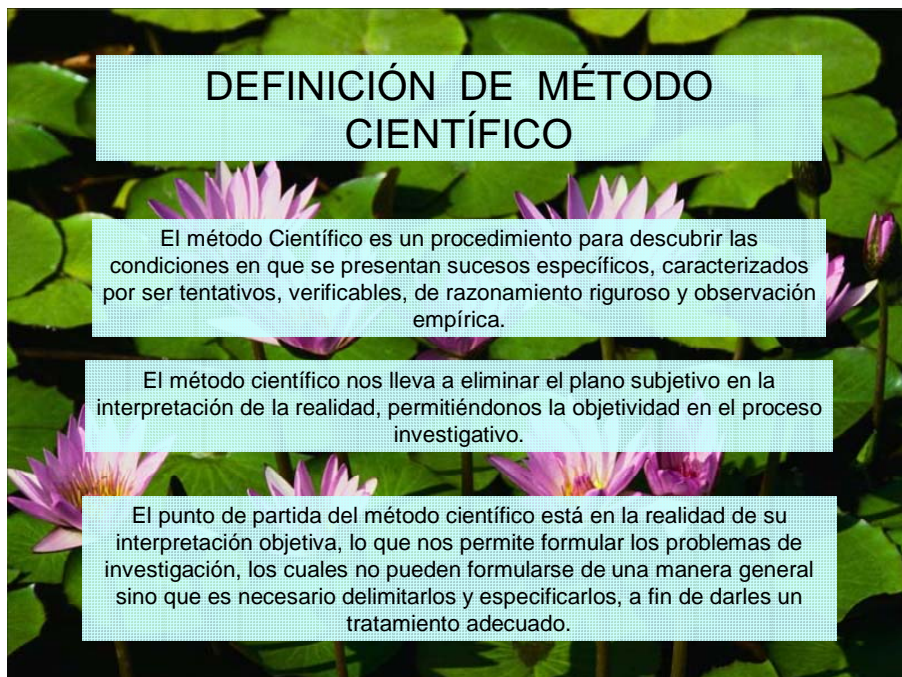 DEFINICIÓN DE MÉTODO
CIENTÍFICO
El método Científico es un procedimiento para descubrir las
condiciones en que se presentan sucesos específicos, caracterizados
por ser tentativos, verificables, de razonamiento riguroso y observación
empírica.
El método científico nos lleva a eliminar el plano subjetivo en la
interpretación de la realidad, permitiéndonos la objetividad en el proceso
investigativo.
El punto de partida del método científico está en la realidad de su
interpretación objetiva, lo que nos permite formular los problemas de
investigación, los cuales no pueden formularse de una manera general
sino que es necesario delimitarlos y especificarlos, a fin de darles un
tratamiento adecuado.